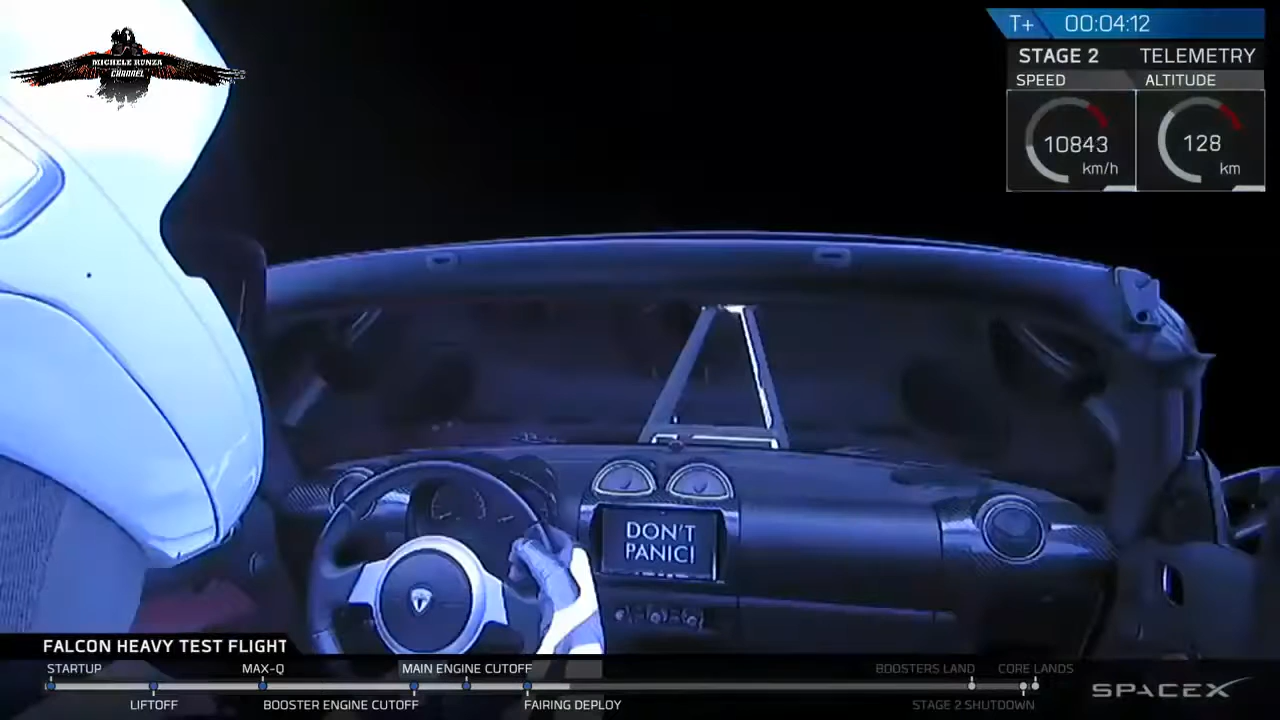 MICHELE RUNZA
CHANNEL
T+ 00:04:12
STAGE 2 TELEMETRY
SPEED ALTITUDE
10843 128
km/h km
DON'T
PANIC!
FALCON HEAVY TEST FLIGHT
STARTUP MAX-Q MAIN ENGINE CUTOFF BOOSTERS LAND CORE LANDS
LIFTOFF BOOSTER ENGINE CUTOFF FAIRING DEPLOY STAGE 2 SHUTDOWN
SPACEX